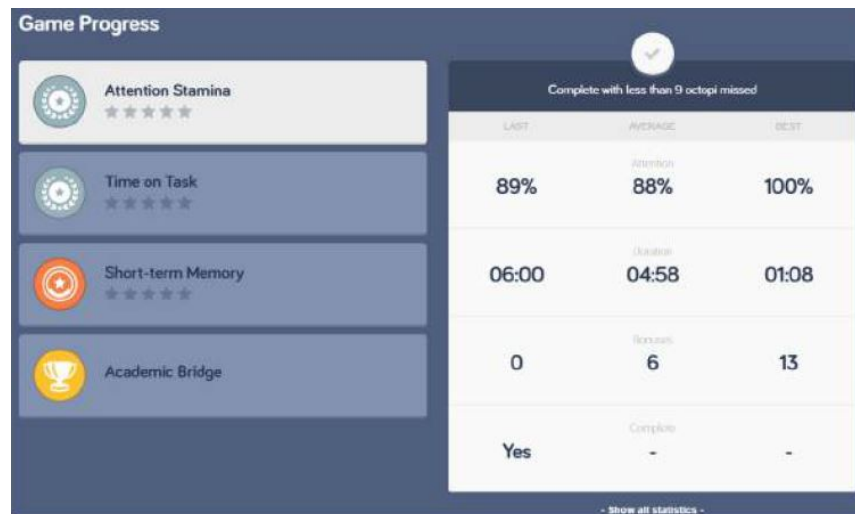 Game Progress
Attention Stamina
Time on Task
Short-term Memory
Academic Bridge
Complete with less than 9 octopi missed
LAST AVERAGE BEST
Attention
89% 88% 100%
Duration
06:00 04:58 01:08
Bonuses
0 6 13
Complete
Yes - -
- Show all statistics -